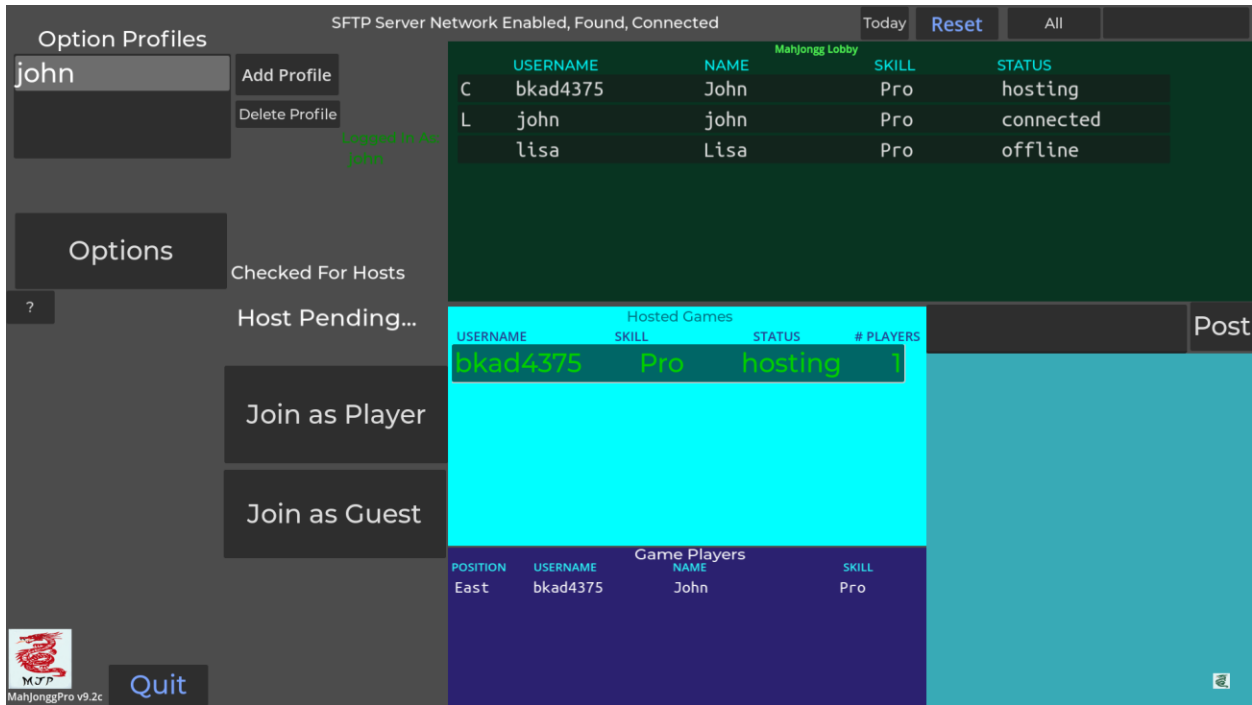 SFTP Server Network Enabled, Found, Connected
Today
Reset
All
Option Profiles
john
Add Profile
Delete Profile
Logged In As:
john
MahJongg Lobby
USERNAME NAME SKILL STATUS
C bkad4375 John Pro hosting
L john john Pro connected
lisa Lisa Pro offline
Options
Checked For Hosts
?
Host Pending...
Join as Player
Join as Guest
Hosted Games
USERNAME SKILL STATUS # PLAYERS
bkad4375 Pro hosting 1
Post
Game Players
POSITION USERNAME NAME SKILL
East bkad4375 John Pro
MJP
MahJonggPro v9.2c
Quit